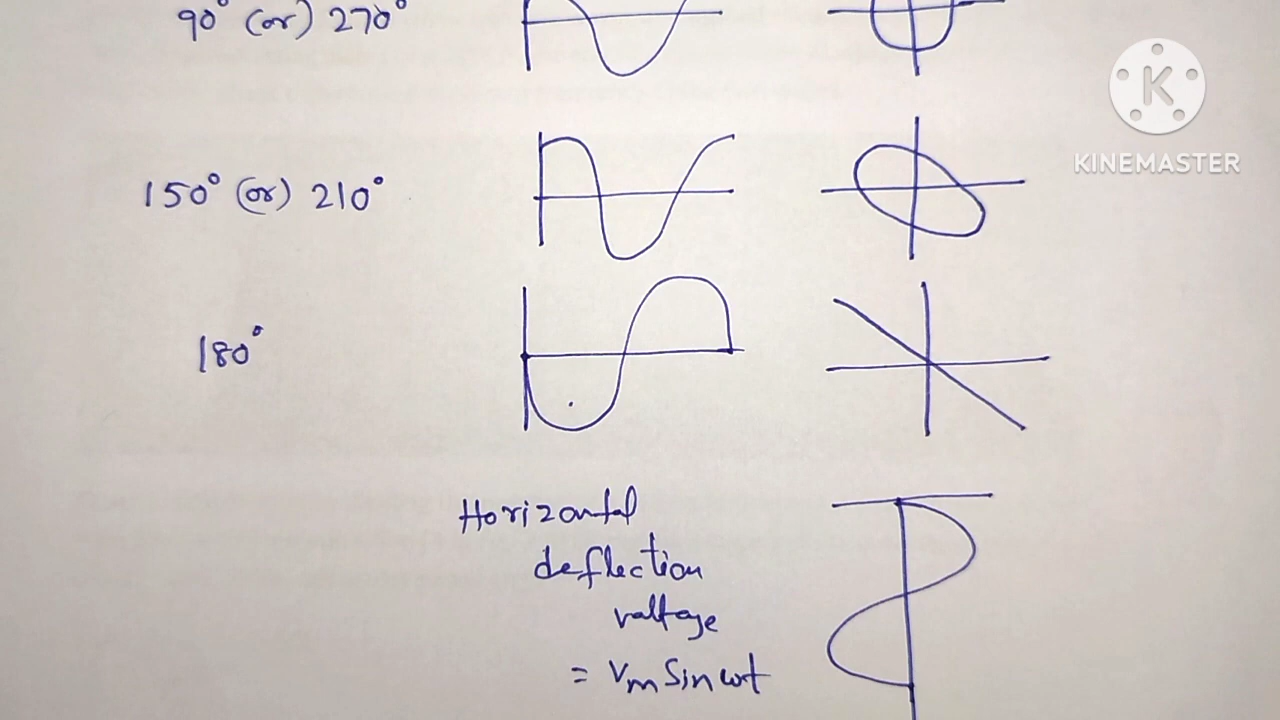 90° (or) 270°
K
KINEMASTER
150° (or) 210°
180°
Horizontal
deflection
voltage
= Vm Sin ωt